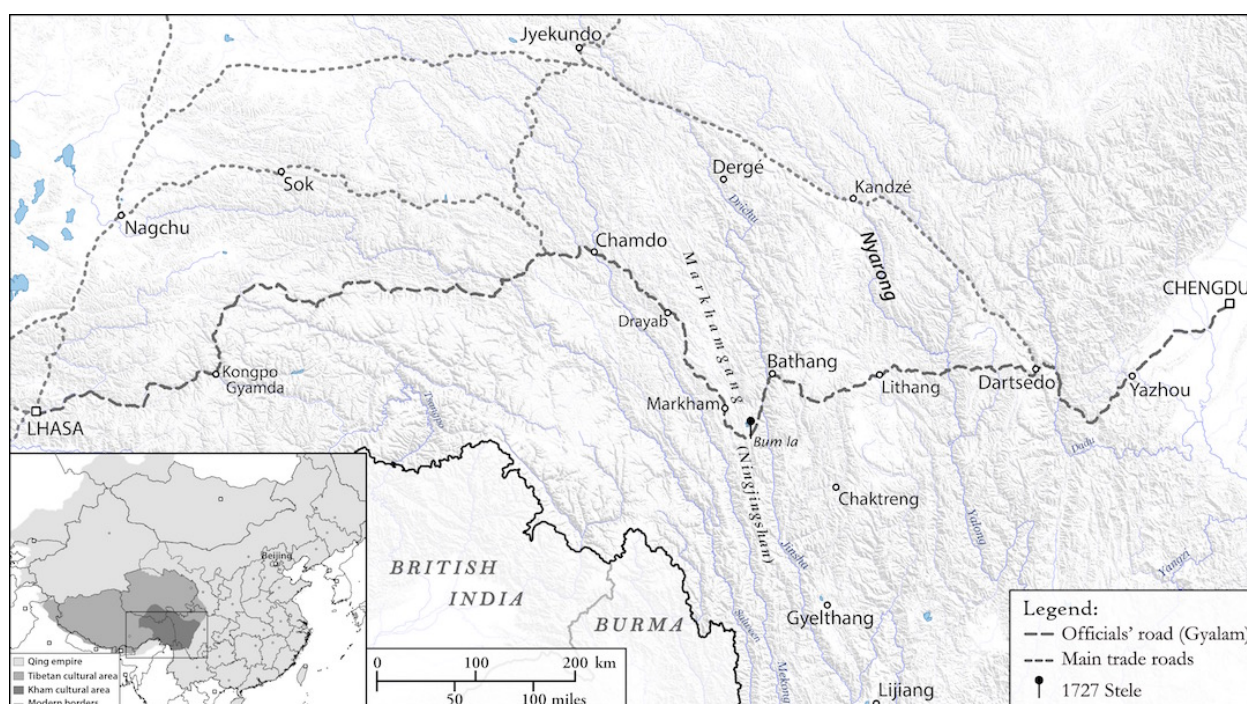 Jyekundo
Sok
Dergé
Kandzé
Drichu
Nagchu
Nyarong
Chamdo
Markhamgang
CHENGDU
Drayab
Kongpo
Gyamda
Bathang
Lithang
Dartsedo
Yazhou
LHASA
Tsangpo
Markham
Bum la
Dadu
(Ningjingshan)
Chaktreng
Yalong
Jinsha
Yangzi
Beijing
BRITISH
INDIA
BURMA
Gyelthang
Saluwen
Mekong
Lijiang
Qing empire
Tibetan cultural area
Kham cultural area
Modern borders
0 100 200 km
50 100 miles
Legend:
Officials' road (Gyalam)
Main trade roads
1727 Stele